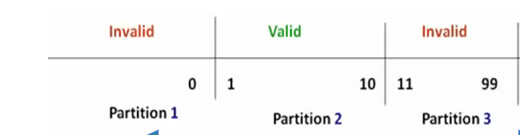 Invalid Valid Invalid
0 1 10 11 99
Partition 1 Partition 2 Partition 3